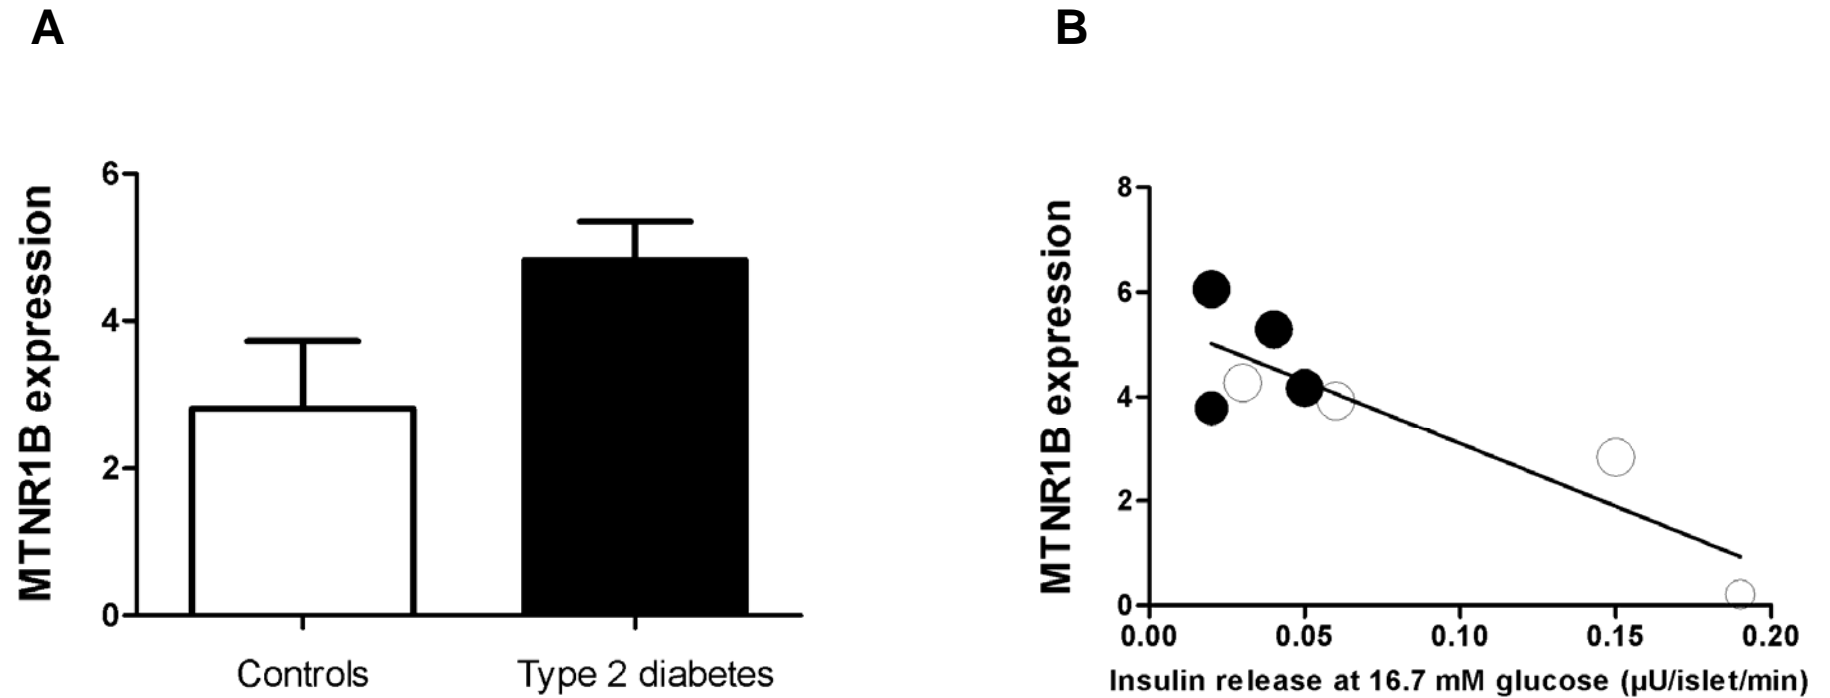 A
MTNR1B expression
6
4
2
0
Controls
Type 2 diabetes
B
MTNR1B expression
8
6
4
2
0
0.00 0.05 0.10 0.15 0.20
Insulin release at 16.7 mM glucose (µU/islet/min)